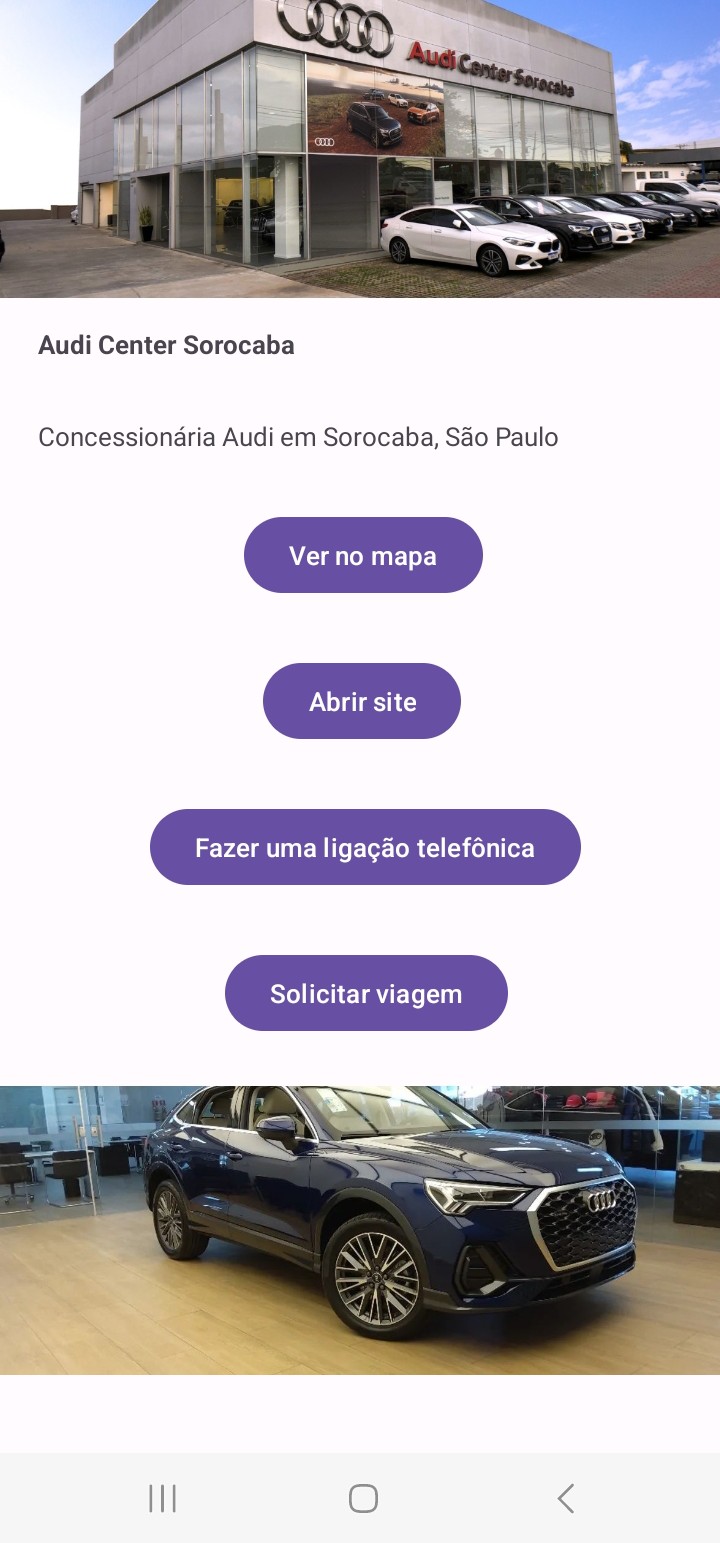 Audi Center Sorocaba
Audi Center Sorocaba
Concessionária Audi em Sorocaba, São Paulo
Ver no mapa
Abrir site
Fazer uma ligação telefônica
Solicitar viagem